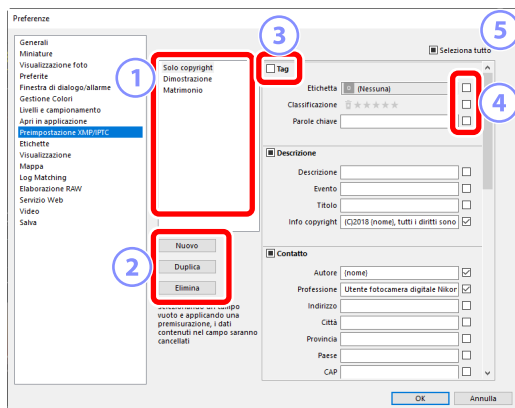 Preferenze
Generali
Miniature
Visualizzazione foto
Preferite
Finestra di dialogo/allarme
Gestione Colori
Livelli e campionamento
Apri in applicazione
Preimpostazione XMP/IPTC
Etichette
Visualizzazione
Mappa
Log Matching
Elaborazione RAW
Servizio Web
Video
Salva
1
Solo copyright
Dimostrazione
Matrimonio
2
Nuovo
Duplica
Elimina
vuoto e applicando una
premisurazione, i dati
contenuti nel campo saranno
cancellati
3
5
Seleziona tutto
Tag
4
Etichetta (Nessuna)
Classificazione
Parole chiave
Descrizione
Descrizione
Evento
Titolo
Info copyright (C)2018 (nome), tutti i diritti sono
Contatto
Autore (nome)
Professione Utente fotocamera digitale Nikor
Indirizzo
Città
Provincia
Paese
CAP
OK Annulla